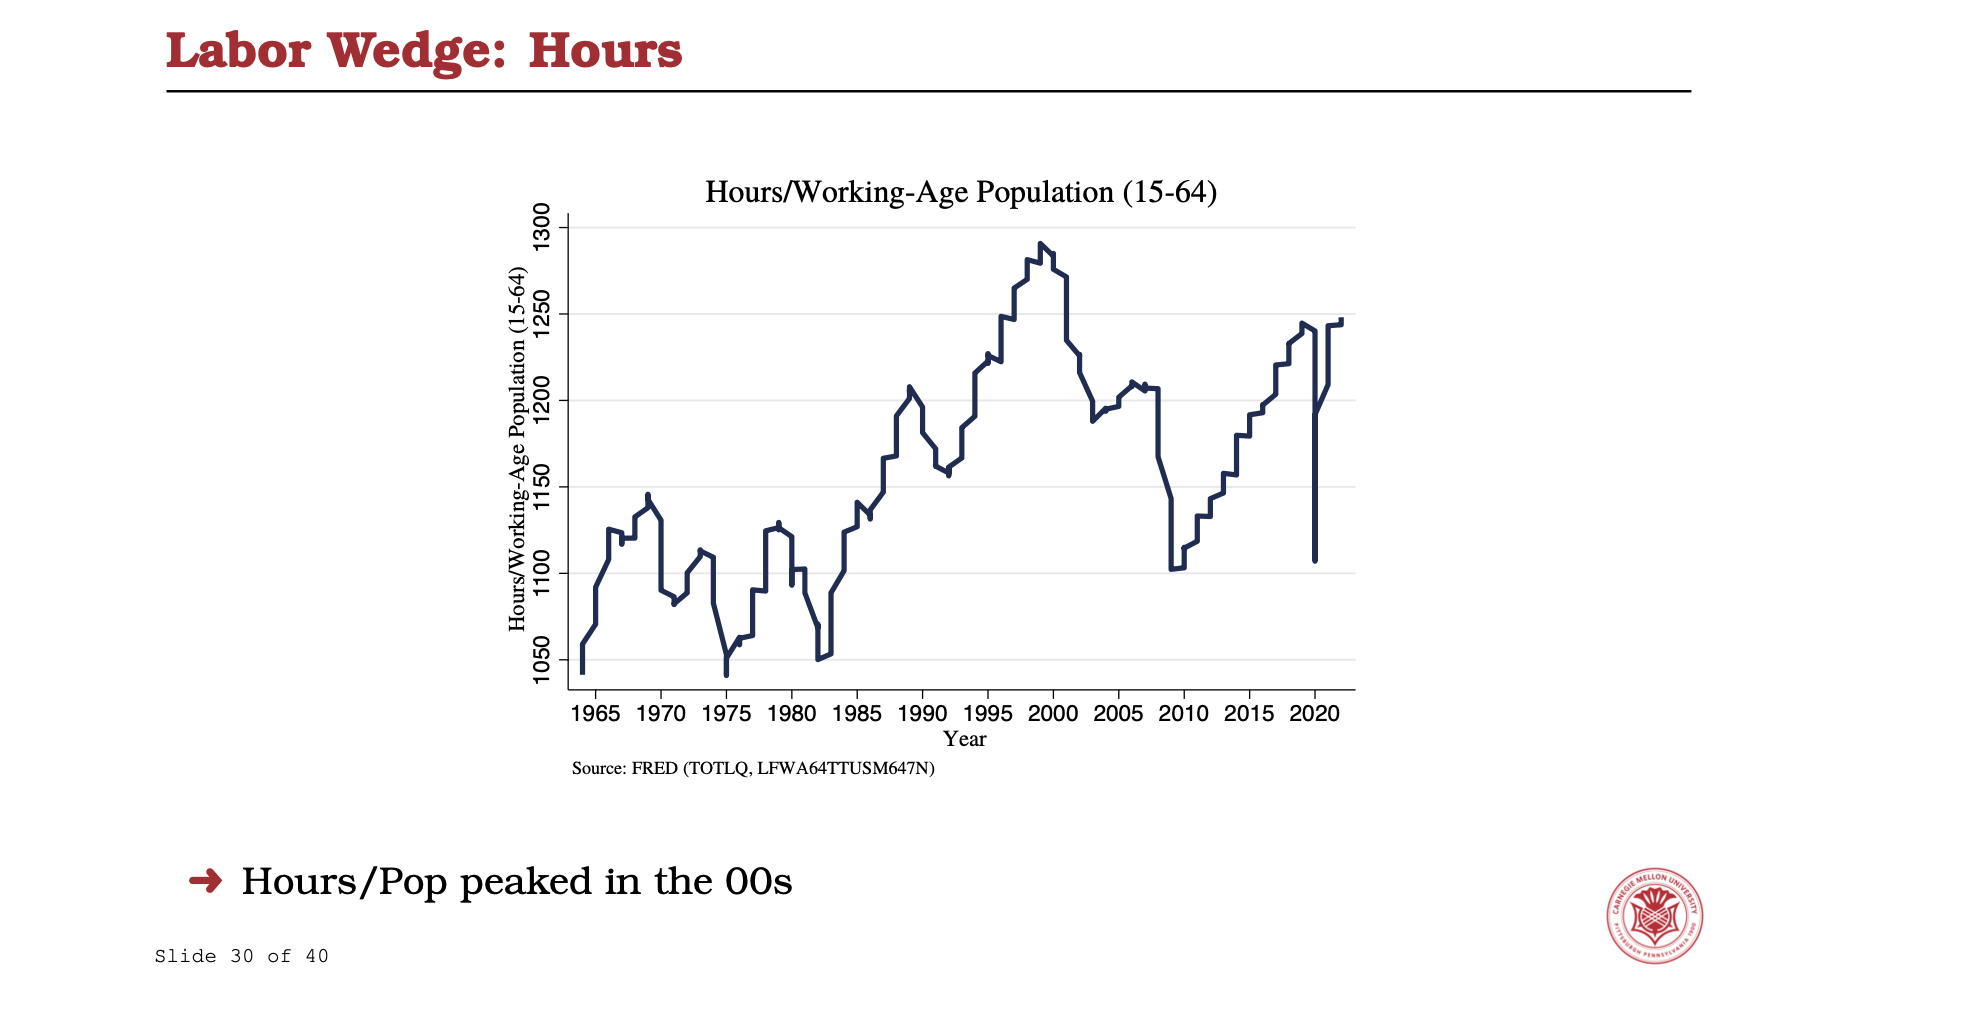 Labor Wedge: Hours
Hours/Working-Age Population (15-64)
Hours/Working-Age Population (15-64)
1300
1250
1200
1150
1100
1050
1965 1970 1975 1980 1985 1990 1995 2000 2005 2010 2015 2020
Year
Source: FRED (TOTLQ, LFWA64TTUSM647N)
➜ Hours/Pop peaked in the 00s
CARNEGIE MELLON UNIVERSITY
PITTSBURGH PENNSYLVANIA 1900
Slide 30 of 40